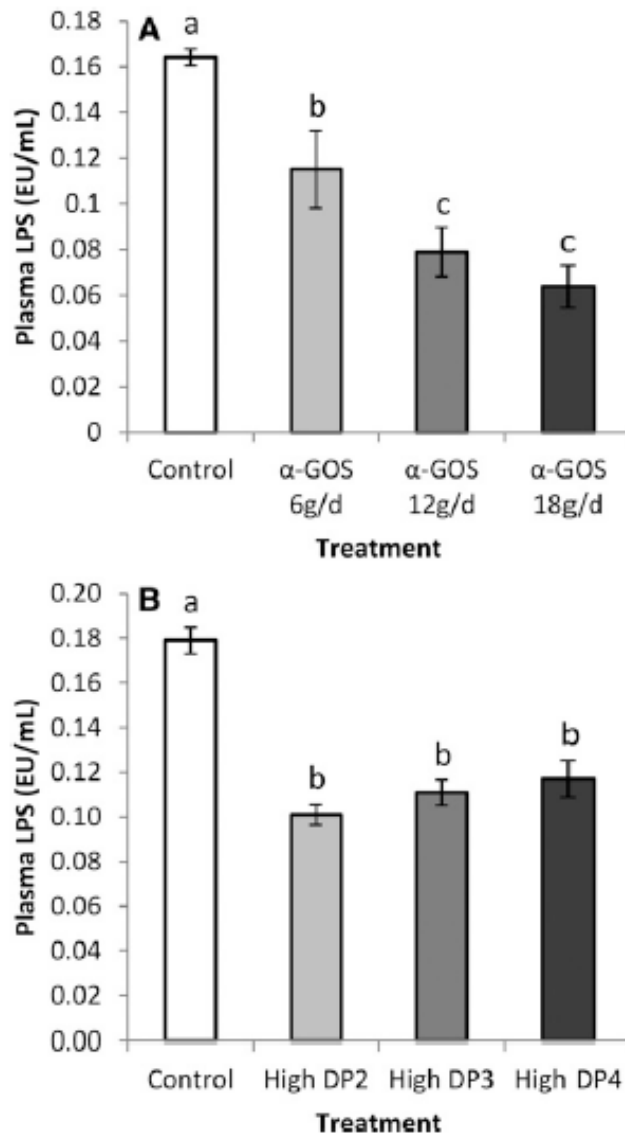 A
a
b
c
c
Plasma LPS (EU/mL)
0.18
0.16
0.14
0.12
0.1
0.08
0.06
0.04
0.02
0
Control α-GOS α-GOS α-GOS
6g/d 12g/d 18g/d
Treatment
B
a
b
b
b
Plasma LPS (EU/mL)
0.20
0.18
0.16
0.14
0.12
0.10
0.08
0.06
0.04
0.02
0.00
Control High DP2 High DP3 High DP4
Treatment